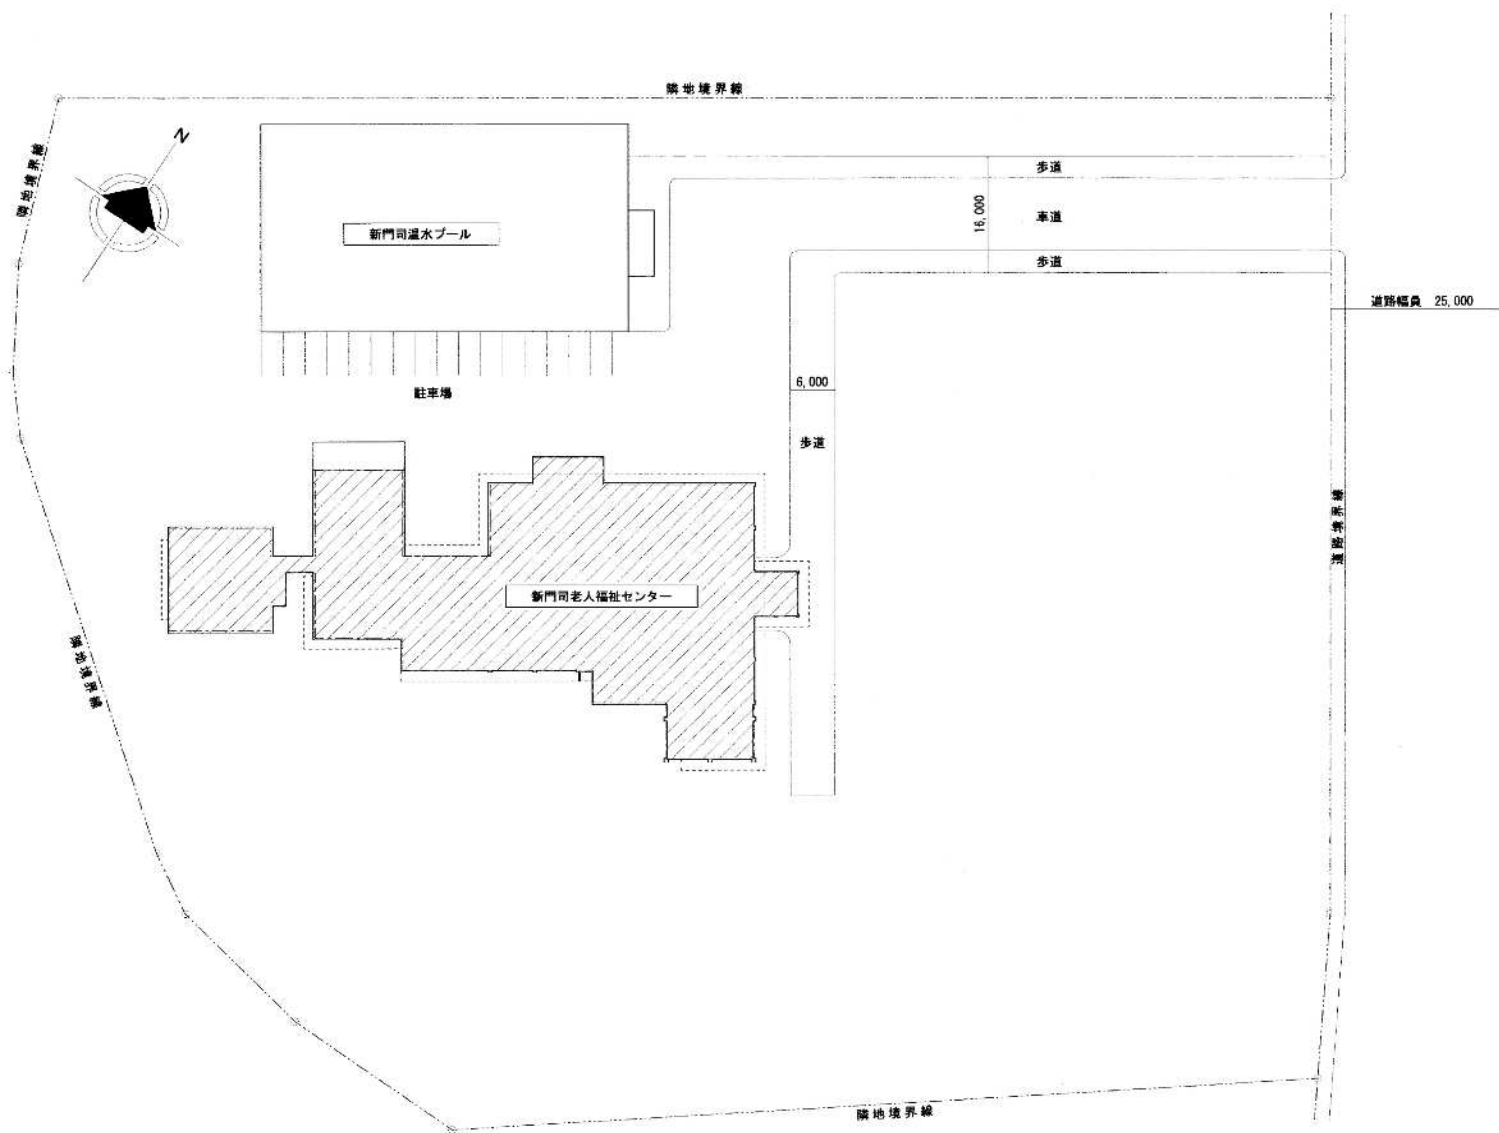 隣地境界線
隣地境界線
N
歩道
新門司温水プール
16,000
車道
歩道
道路幅員 25,000
6,000
駐車場
歩道
道路境界線
新門司老人福祉センター
隣地境界線
隣地境界線